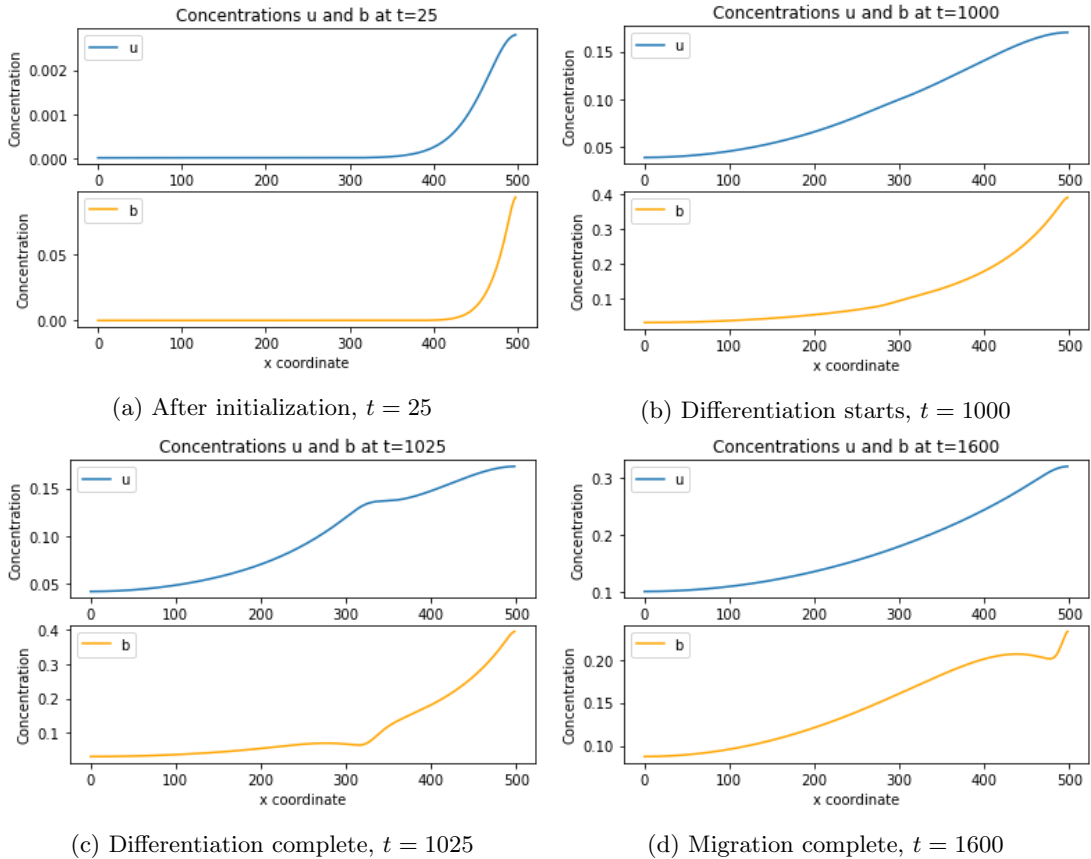 Concentrations u and b at t=25
Concentration
0.002
0.001
0.000
u
0 100 200 300 400 500
Concentration
0.05
0.00
b
0 100 200 300 400 500
x coordinate
(a) After initialization, t = 25
Concentrations u and b at t=1000
Concentration
0.15
0.10
0.05
u
0 100 200 300 400 500
Concentration
0.4
0.3
0.2
0.1
b
0 100 200 300 400 500
x coordinate
(b) Differentiation starts, t = 1000
Concentrations u and b at t=1025
Concentration
0.15
0.10
0.05
u
0 100 200 300 400 500
Concentration
0.4
0.3
0.2
0.1
b
0 100 200 300 400 500
x coordinate
(c) Differentiation complete, t = 1025
Concentrations u and b at t=1600
Concentration
0.3
0.2
0.1
u
0 100 200 300 400 500
Concentration
0.20
0.15
0.10
b
0 100 200 300 400 500
x coordinate
(d) Migration complete, t = 1600